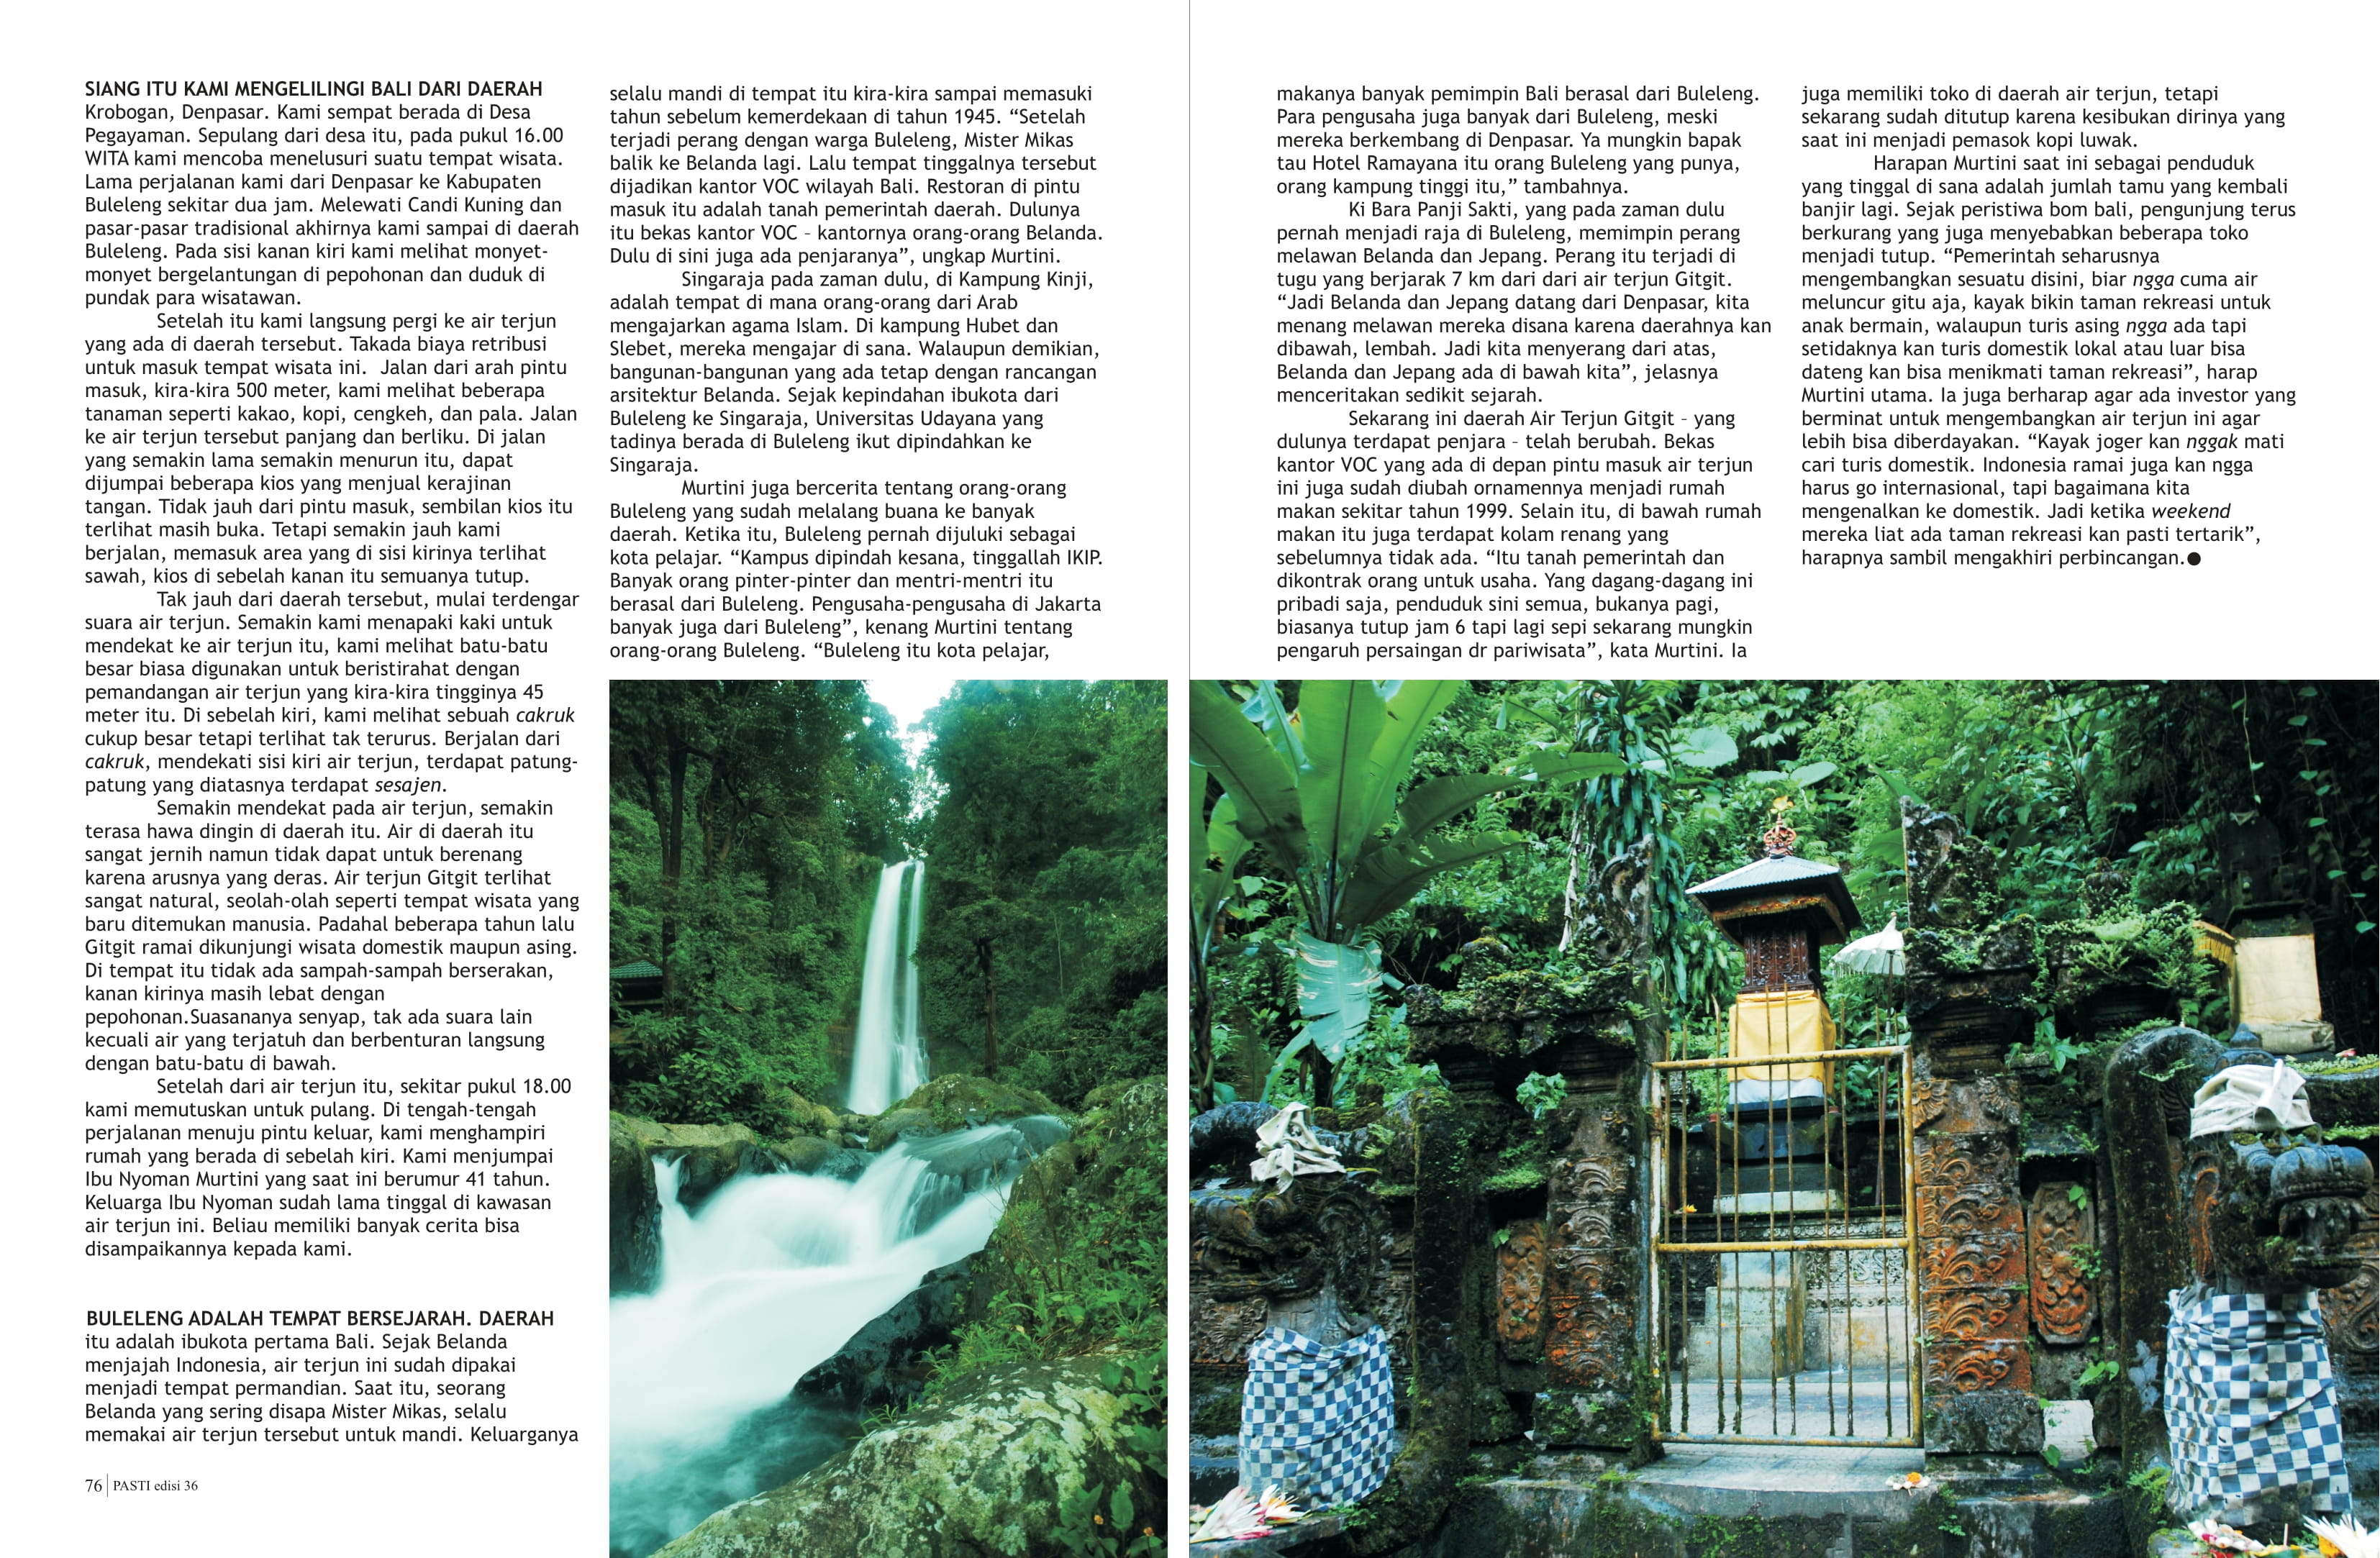 SIANG ITU KAMI MENGELILINGI BALI DARI DAERAH
Krobogan, Denpasar. Kami sempat berada di Desa
Pegayaman. Sepulang dari desa itu, pada pukul 16.00
WITA kami mencoba menelusuri suatu tempat wisata.
Lama perjalanan kami dari Denpasar ke Kabupaten
Buleleng sekitar dua jam. Melewati Candi Kuning dan
pasar-pasar tradisional akhirnya kami sampai di daerah
Buleleng. Pada sisi kanan kiri kami melihat monyet-
monyet bergelantungan di pepohonan dan duduk di
pundak para wisatawan.
Setelah itu kami langsung pergi ke air terjun
yang ada di daerah tersebut. Takada biaya retribusi
untuk masuk tempat wisata ini.  Jalan dari arah pintu
masuk, kira-kira 500 meter, kami melihat beberapa
tanaman seperti kakao, kopi, cengkeh, dan pala. Jalan
ke air terjun tersebut panjang dan berliku. Di jalan
yang semakin lama semakin menurun itu, dapat
dijumpai beberapa kios yang menjual kerajinan
tangan. Tidak jauh dari pintu masuk, sembilan kios itu
terlihat masih buka. Tetapi semakin jauh kami
berjalan, memasuk area yang di sisi kirinya terlihat
sawah, kios di sebelah kanan itu semuanya tutup.
Tak jauh dari daerah tersebut, mulai terdengar
suara air terjun. Semakin kami menapaki kaki untuk
mendekat ke air terjun itu, kami melihat batu-batu
besar biasa digunakan untuk beristirahat dengan
pemandangan air terjun yang kira-kira tingginya 45
meter itu. Di sebelah kiri, kami melihat sebuah cakruk
cukup besar tetapi terlihat tak terurus. Berjalan dari
cakruk, mendekati sisi kiri air terjun, terdapat patung-
patung yang diatasnya terdapat sesajen.
Semakin mendekat pada air terjun, semakin
terasa hawa dingin di daerah itu. Air di daerah itu
sangat jernih namun tidak dapat untuk berenang
karena arusnya yang deras. Air terjun Gitgit terlihat
sangat natural, seolah-olah seperti tempat wisata yang
baru ditemukan manusia. Padahal beberapa tahun lalu
Gitgit ramai dikunjungi wisata domestik maupun asing.
Di tempat itu tidak ada sampah-sampah berserakan,
kanan kirinya masih lebat dengan
pepohonan.Suasananya senyap, tak ada suara lain
kecuali air yang terjatuh dan berbenturan langsung
dengan batu-batu di bawah.
Setelah dari air terjun itu, sekitar pukul 18.00
kami memutuskan untuk pulang. Di tengah-tengah
perjalanan menuju pintu keluar, kami menghampiri
rumah yang berada di sebelah kiri. Kami menjumpai
Ibu Nyoman Murtini yang saat ini berumur 41 tahun.
Keluarga Ibu Nyoman sudah lama tinggal di kawasan
air terjun ini. Beliau memiliki banyak cerita bisa
disampaikannya kepada kami.
BULELENG ADALAH TEMPAT BERSEJARAH. DAERAH
itu adalah ibukota pertama Bali. Sejak Belanda
menjajah Indonesia, air terjun ini sudah dipakai
menjadi tempat permandian. Saat itu, seorang
Belanda yang sering disapa Mister Mikas, selalu
memakai air terjun tersebut untuk mandi. Keluarganya
selalu mandi di tempat itu kira-kira sampai memasuki
tahun sebelum kemerdekaan di tahun 1945. “Setelah
terjadi perang dengan warga Buleleng, Mister Mikas
balik ke Belanda lagi. Lalu tempat tinggalnya tersebut
dijadikan kantor VOC wilayah Bali. Restoran di pintu
masuk itu adalah tanah pemerintah daerah. Dulunya
itu bekas kantor VOC – kantornya orang-orang Belanda.
Dulu di sini juga ada penjaranya”, ungkap Murtini.
Singaraja pada zaman dulu, di Kampung Kinji,
adalah tempat di mana orang-orang dari Arab
mengajarkan agama Islam. Di kampung Hubet dan
Slebet, mereka mengajar di sana. Walaupun demikian,
bangunan-bangunan yang ada tetap dengan rancangan
arsitektur Belanda. Sejak kepindahan ibukota dari
Buleleng ke Singaraja, Universitas Udayana yang
tadinya berada di Buleleng ikut dipindahkan ke
Singaraja.
Murtini juga bercerita tentang orang-orang
Buleleng yang sudah melalang buana ke banyak
daerah. Ketika itu, Buleleng pernah dijuluki sebagai
kota pelajar. “Kampus dipindah kesana, tinggallah IKIP.
Banyak orang pinter-pinter dan mentri-mentri itu
berasal dari Buleleng. Pengusaha-pengusaha di Jakarta
banyak juga dari Buleleng”, kenang Murtini tentang
orang-orang Buleleng. “Buleleng itu kota pelajar,
makanya banyak pemimpin Bali berasal dari Buleleng.
Para pengusaha juga banyak dari Buleleng, meski
mereka berkembang di Denpasar. Ya mungkin bapak
tau Hotel Ramayana itu orang Buleleng yang punya,
orang kampung tinggi itu,” tambahnya.
Ki Bara Panji Sakti, yang pada zaman dulu
pernah menjadi raja di Buleleng, memimpin perang
melawan Belanda dan Jepang. Perang itu terjadi di
tugu yang berjarak 7 km dari dari air terjun Gitgit.
“Jadi Belanda dan Jepang datang dari Denpasar, kita
menang melawan mereka disana karena daerahnya kan
dibawah, lembah. Jadi kita menyerang dari atas,
Belanda dan Jepang ada di bawah kita”, jelasnya
menceritakan sedikit sejarah.
Sekarang ini daerah Air Terjun Gitgit – yang
dulunya terdapat penjara – telah berubah. Bekas
kantor VOC yang ada di depan pintu masuk air terjun
ini juga sudah diubah ornamennya menjadi rumah
makan sekitar tahun 1999. Selain itu, di bawah rumah
makan itu juga terdapat kolam renang yang
sebelumnya tidak ada. “Itu tanah pemerintah dan
dikontrak orang untuk usaha. Yang dagang-dagang ini
pribadi saja, penduduk sini semua, bukanya pagi,
biasanya tutup jam 6 tapi lagi sepi sekarang mungkin
pengaruh persaingan dr pariwisata”, kata Murtini. Ia
juga memiliki toko di daerah air terjun, tetapi
sekarang sudah ditutup karena kesibukan dirinya yang
saat ini menjadi pemasok kopi luwak.
Harapan Murtini saat ini sebagai penduduk
yang tinggal di sana adalah jumlah tamu yang kembali
banjir lagi. Sejak peristiwa bom bali, pengunjung terus
berkurang yang juga menyebabkan beberapa toko
menjadi tutup. “Pemerintah seharusnya
mengembangkan sesuatu disini, biar ngga cuma air
meluncur gitu aja, kayak bikin taman rekreasi untuk
anak bermain, walaupun turis asing ngga ada tapi
setidaknya kan turis domestik lokal atau luar bisa
dateng kan bisa menikmati taman rekreasi”, harap
Murtini utama. Ia juga berharap agar ada investor yang
berminat untuk mengembangkan air terjun ini agar
lebih bisa diberdayakan. “Kayak joger kan nggak mati
cari turis domestik. Indonesia ramai juga kan ngga
harus go internasional, tapi bagaimana kita
mengenalkan ke domestik. Jadi ketika weekend
mereka liat ada taman rekreasi kan pasti tertarik”,
harapnya sambil mengakhiri perbincangan.●
76 | PASTI edisi 36